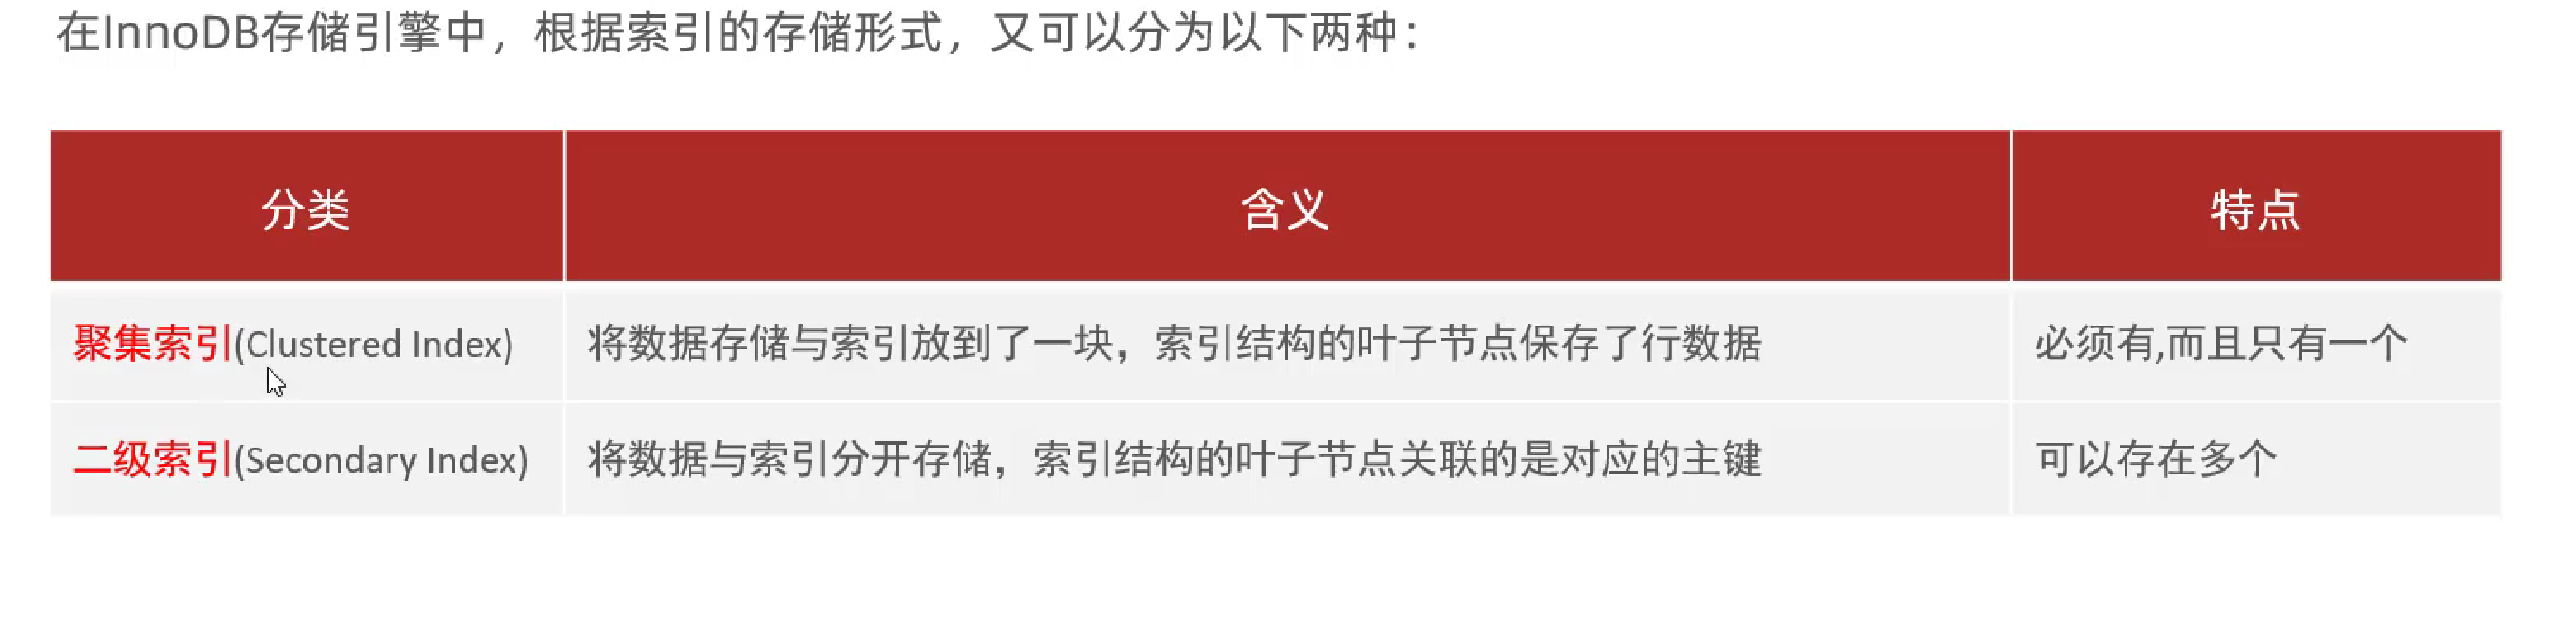 在InnoDB存储引擎中，根据索引的存储形式，又可以分为以下两种：
分类 含义 特点
聚集索引(Clustered Index) 将数据存储与索引放到了一块，索引结构的叶子节点保存了行数据 必须有,而且只有一个
二级索引(Secondary Index) 将数据与索引分开存储，索引结构的叶子节点关联的是对应的主键 可以存在多个